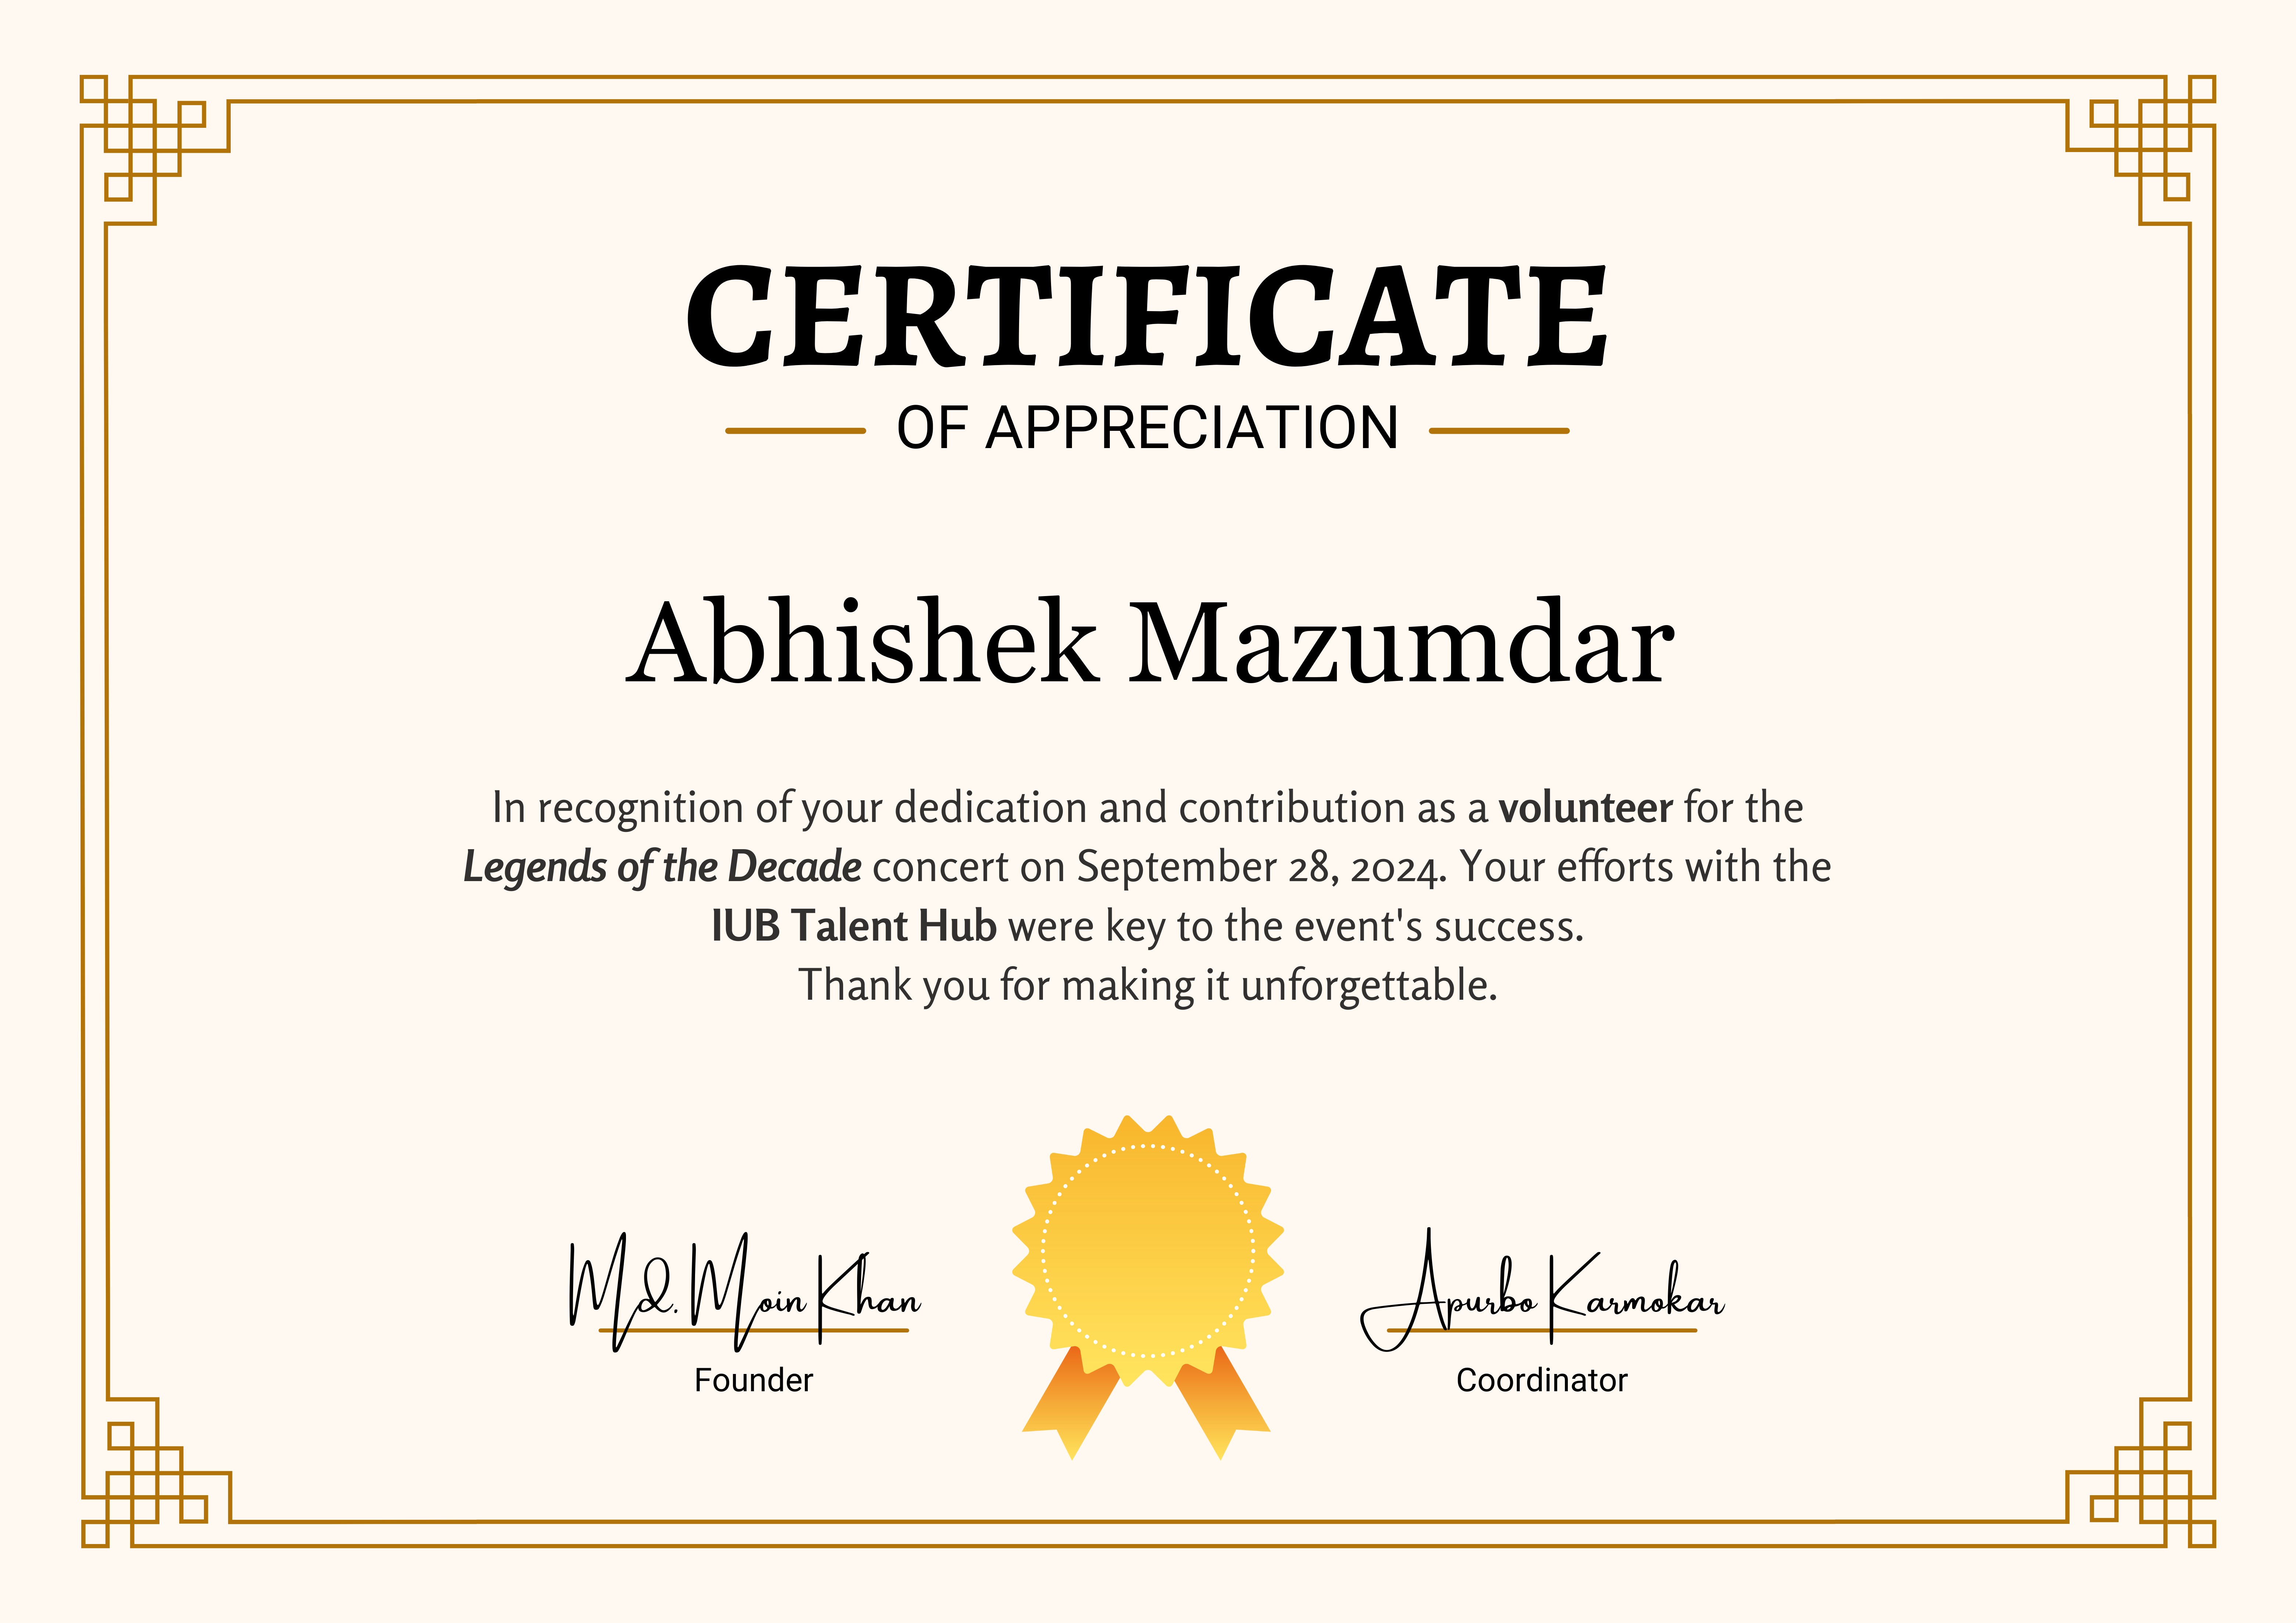 CERTIFICATE
OF APPRECIATION
Abhishek Mazumdar
In recognition of your dedication and contribution as a volunteer for the
Legends of the Decade concert on September 28, 2024. Your efforts with the
IUB Talent Hub were key to the event's success.
Thank you for making it unforgettable.
Md. Moin Khan
Founder
Apurbo Karmokar
Coordinator